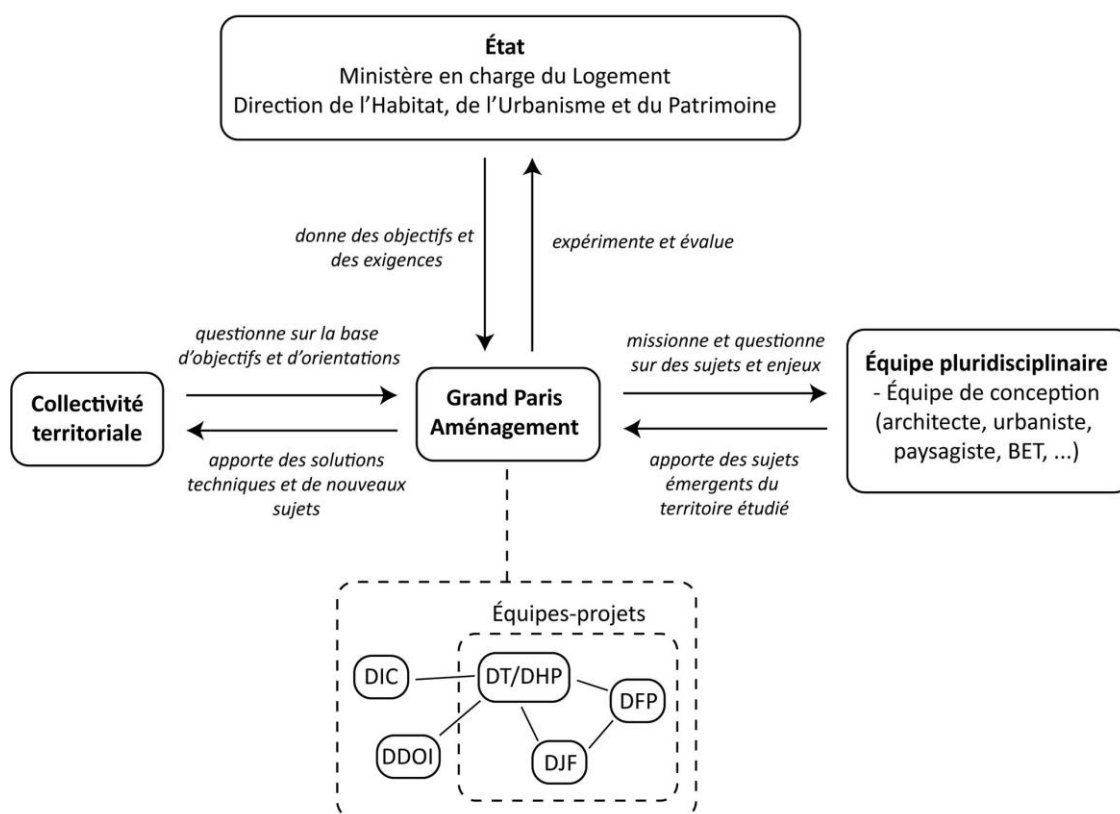 État
Ministère en charge du Logement
Direction de l’Habitat, de l’Urbanisme et du Patrimoine
donne des objectifs et
des exigences
expérimente et évalue
questionne sur la base
d’objectifs et d’orientations
missionne et questionne
sur des sujets et enjeux
Collectivité
territoriale
Grand Paris
Aménagement
Équipe pluridisciplinaire
- Équipe de conception
(architecte, urbaniste,
paysagiste, BET, ...)
apporte des solutions
techniques et de nouveaux
sujets
apporte des sujets
émergents du
territoire étudié
Équipes-projets
DIC
DT/DHP
DFP
DDOI
DJF